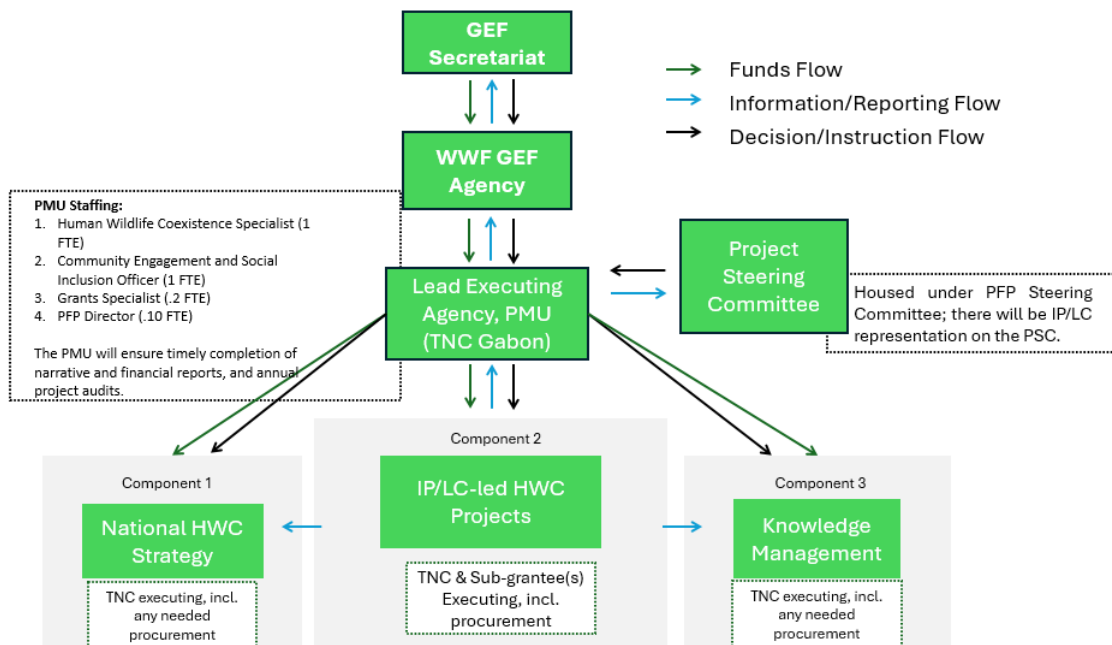 GEF
Secretariat
Funds Flow
Information/Reporting Flow
Decision/Instruction Flow
WWF GEF
Agency
PMU Staffing:
1. Human Wildlife Coexistence Specialist (1
FTE)
2. Community Engagement and Social
Inclusion Officer (1 FTE)
3. Grants Specialist (.2 FTE)
4. PFP Director (.10 FTE)
The PMU will ensure timely completion of
narrative and financial reports, and annual
project audits.
Lead Executing
Agency, PMU
(TNC Gabon)
Project
Steering
Committee
Housed under PFP Steering
Committee; there will be IP/LC
representation on the PSC.
Component 1
National HWC
Strategy
TNC executing, incl.
any needed
procurement
Component 2
IP/LC-led HWC
Projects
TNC & Sub-grantee(s)
Executing, incl.
procurement
Component 3
Knowledge
Management
TNC executing, incl.
any needed
procurement